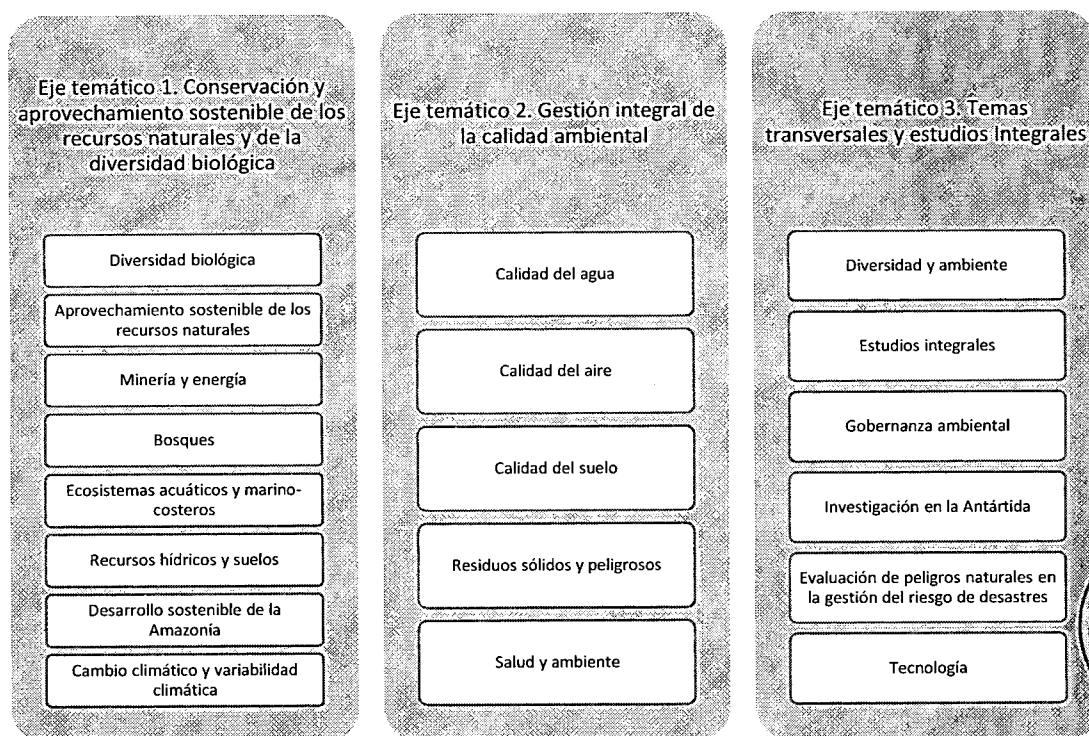 Eje temático 1. Conservación y
aprovechamiento sostenible de los
recursos naturales y de la
diversidad biológica
Diversidad biológica
Aprovechamiento sostenible de los
recursos naturales
Minería y energía
Bosques
Ecosistemas acuáticos y marino-
costeros
Recursos hídricos y suelos
Desarrollo sostenible de la
Amazonía
Cambio climático y variabilidad
climática
Eje temático 2. Gestión integral de
la calidad ambiental
Calidad del agua
Calidad del aire
Calidad del suelo
Residuos sólidos y peligrosos
Salud y ambiente
Eje temático 3. Temas
transversales y estudios Integrales
Diversidad y ambiente
Estudios integrales
Gobernanza ambiental
Investigación en la Antártida
Evaluación de peligros naturales en
la gestión del riesgo de desastres
Tecnología